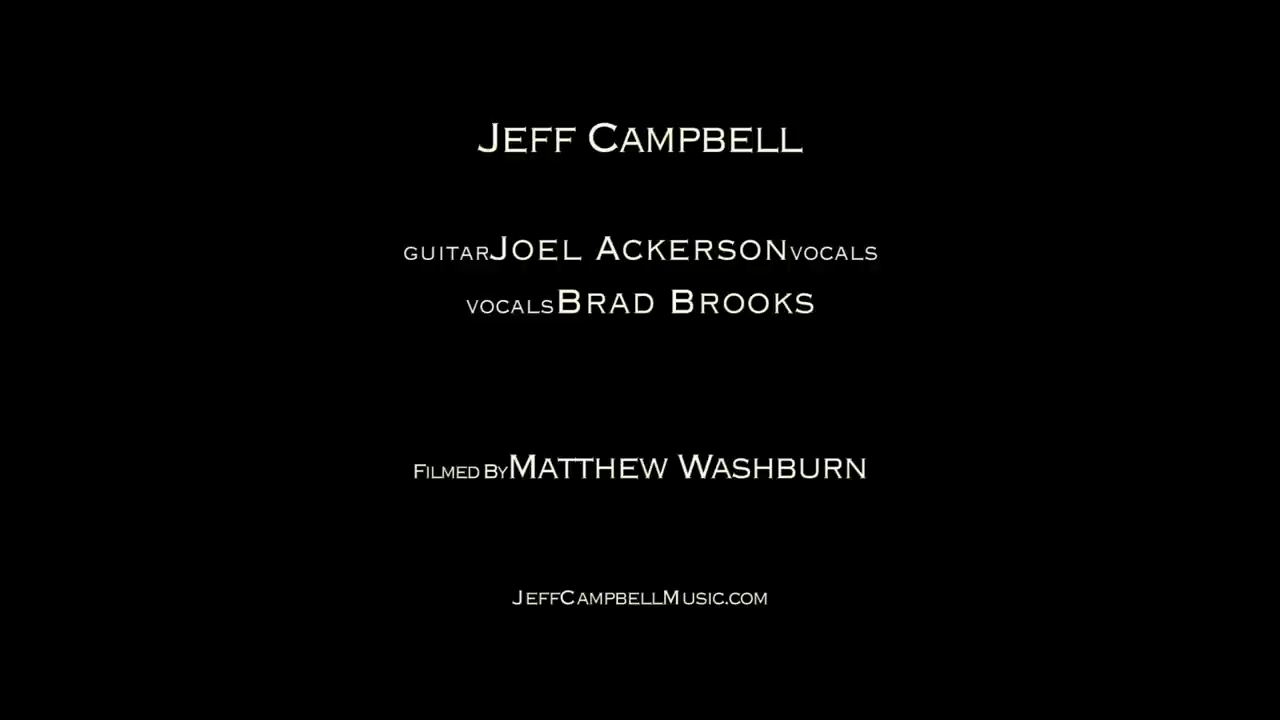 Jeff Campbell
guitarJoel Ackersonvocals
vocalsBrad Brooks
Filmed ByMatthew Washburn
JeffCampbellMusic.com